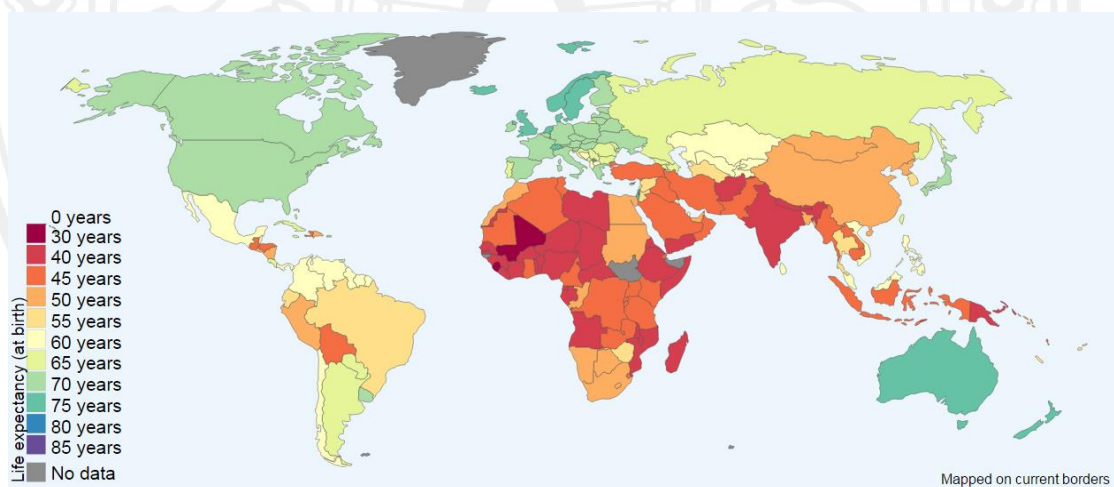 Life expectancy (at birth)
0 years
30 years
40 years
45 years
50 years
55 years
60 years
65 years
70 years
75 years
80 years
85 years
No data
Mapped on current borders